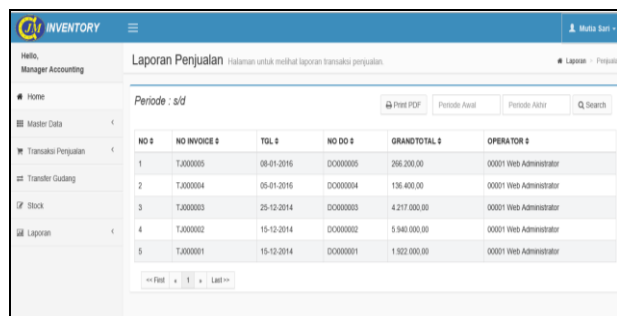 JM INVENTORY
Mutia Sari
Hello,
Manager Accounting
Laporan Penjualan Halaman untuk melihat laporan transaksi penjualan.
Laporan > Penjuala
Home
Master Data
Transaksi Penjualan
Transfer Gudang
Stock
Laporan
Periode : s/d
Print PDF Periode Awal Periode Akhir Search
NO NO INVOICE TGL NO DO GRANDTOTAL OPERATOR
1 TJ000005 08-01-2016 DO000005 266.200,00 00001 Web Administrator
2 TJ000004 05-01-2016 DO000004 136.400,00 00001 Web Administrator
3 TJ000003 25-12-2014 DO000003 4.217.000,00 00001 Web Administrator
4 TJ000002 15-12-2014 DO000002 5.940.000,00 00001 Web Administrator
5 TJ000001 15-12-2014 DO000001 1.922.000,00 00001 Web Administrator
<< First < 1 > Last >>